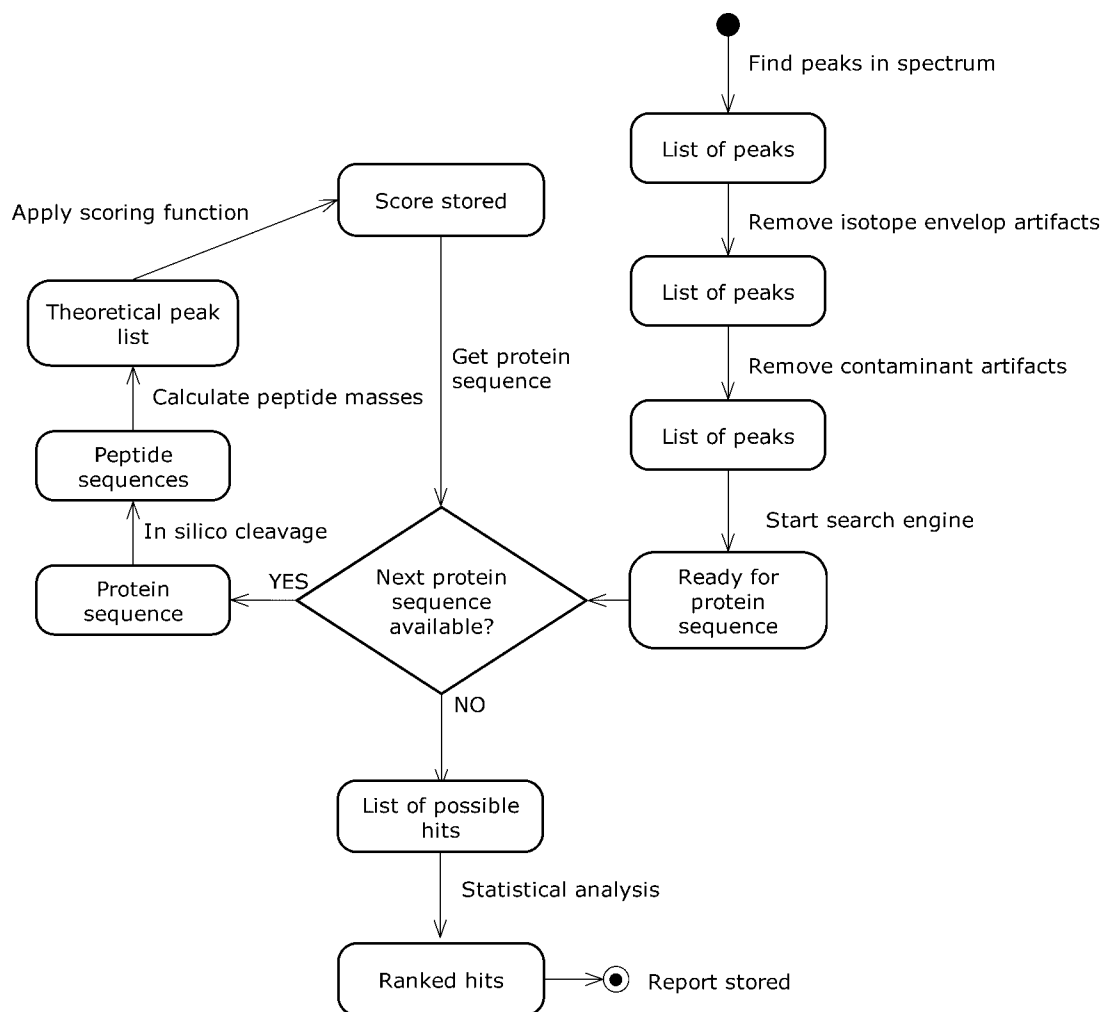 Find peaks in spectrum
List of peaks
Remove isotope envelop artifacts
List of peaks
Remove contaminant artifacts
List of peaks
Start search engine
Ready for
protein
sequence
Next protein
sequence
available?
YES
Protein
sequence
In silico cleavage
Peptide
sequences
Calculate peptide masses
Theoretical peak
list
Apply scoring function
Score stored
Get protein
sequence
NO
List of possible
hits
Statistical analysis
Ranked hits
Report stored